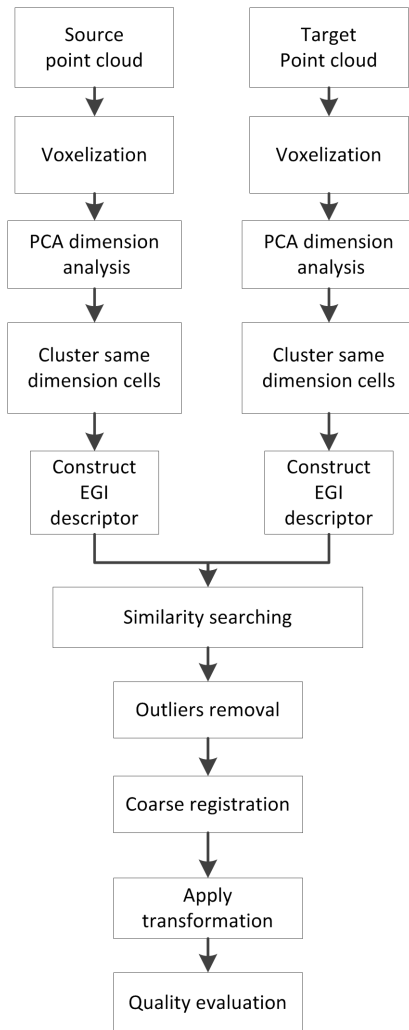 Source
point cloud
Target
Point cloud
Voxelization
Voxelization
PCA dimension
analysis
PCA dimension
analysis
Cluster same
dimension cells
Cluster same
dimension cells
Construct
EGI
descriptor
Construct
EGI
descriptor
Similarity searching
Outliers removal
Coarse registration
Apply
transformation
Quality evaluation